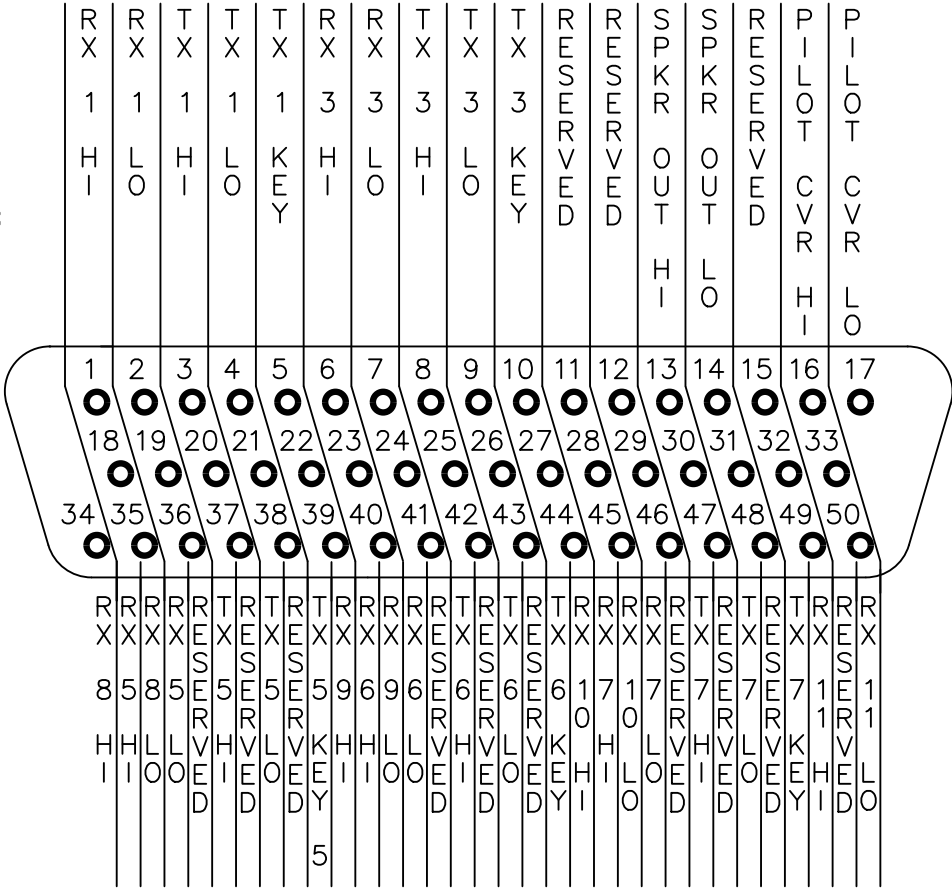 RX 1 HI
RX 1 LO
TX 1 HI
TX 1 LO
TX 1 KEY
RX 3 HI
RX 3 LO
TX 3 HI
TX 3 LO
TX 3 KEY
RESERVED
RESERVED
SPKR OUT HI
SPKR OUT LO
RESERVED
PILOT CVR HI
PILOT CVR LO
1 2 3 4 5 6 7 8 9 10 11 12 13 14 15 16 17
18 19 20 21 22 23 24 25 26 27 28 29 30 31 32 33
34 35 36 37 38 39 40 41 42 43 44 45 46 47 48 49 50
RX 8 HI
RX 5 HI
RX 8 LO
RX 5 LO
RESERVED
TX 5 HI
RESERVED
TX 5 LO
RESERVED
TX 5 KEY 5
RX 9 HI
RX 6 HI
RX 9 LO
RX 6 LO
RESERVED
TX 6 HI
RESERVED
TX 6 LO
RESERVED
TX 6 KEY
RX 10 HI
RX 7 HI
RX 10 LO
RX 7 LO
RESERVED
TX 7 HI
RESERVED
TX 7 LO
RESERVED
TX 7 KEY
RX 11 HI
RESERVED
RX 11 LO